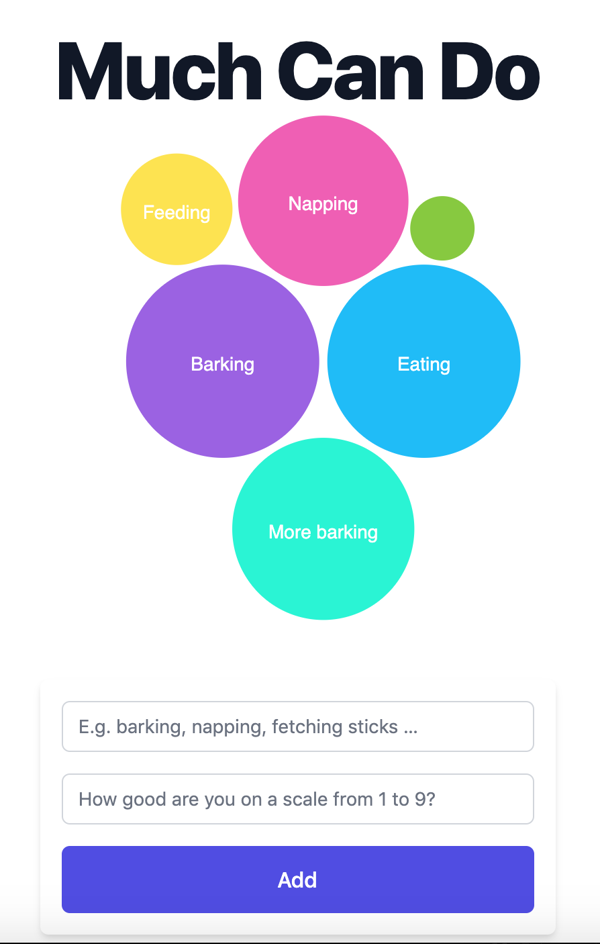 Much Can Do
Feeding
Napping
Barking
Eating
More barking
E.g. barking, napping, fetching sticks ...
How good are you on a scale from 1 to 9?
Add